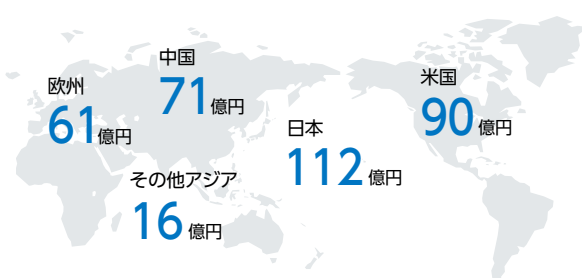 欧州
61億円
中国
71億円
その他アジア
16億円
日本
112億円
米国
90億円